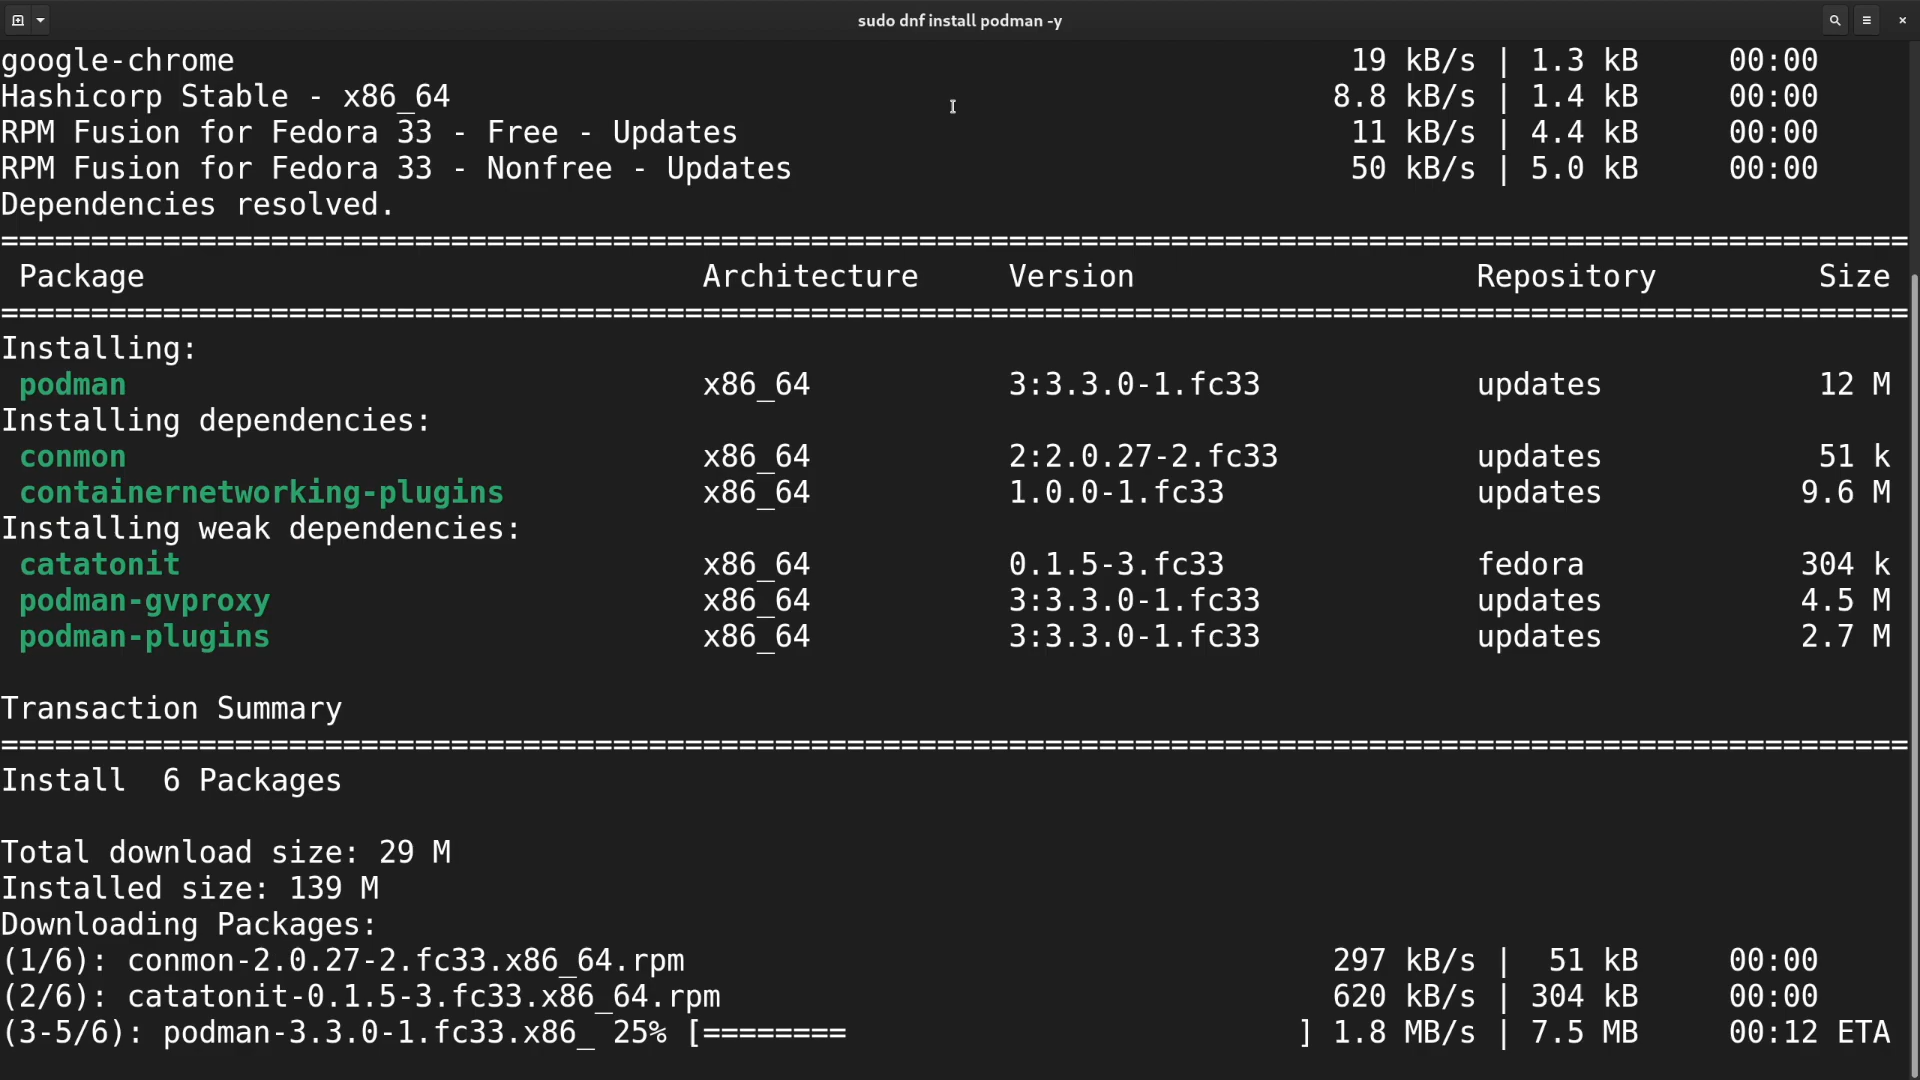 sudo dnf install podman -y
google-chrome 19 kB/s | 1.3 kB 00:00
Hashicorp Stable - x86_64 8.8 kB/s | 1.4 kB 00:00
RPM Fusion for Fedora 33 - Free - Updates 11 kB/s | 4.4 kB 00:00
RPM Fusion for Fedora 33 - Nonfree - Updates 50 kB/s | 5.0 kB 00:00
Dependencies resolved.
==========================================================================================================
Package Architecture Version Repository Size
==========================================================================================================
Installing:
podman x86_64 3:3.3.0-1.fc33 updates 12 M
Installing dependencies:
conmon x86_64 2:2.0.27-2.fc33 updates 51 k
containernetworking-plugins x86_64 1.0.0-1.fc33 updates 9.6 M
Installing weak dependencies:
catatonit x86_64 0.1.5-3.fc33 fedora 304 k
podman-gvproxy x86_64 3:3.3.0-1.fc33 updates 4.5 M
podman-plugins x86_64 3:3.3.0-1.fc33 updates 2.7 M
Transaction Summary
==========================================================================================================
Install 6 Packages
Total download size: 29 M
Installed size: 139 M
Downloading Packages:
(1/6): conmon-2.0.27-2.fc33.x86_64.rpm 297 kB/s | 51 kB 00:00
(2/6): catatonit-0.1.5-3.fc33.x86_64.rpm 620 kB/s | 304 kB 00:00
(3-5/6): podman-3.3.0-1.fc33.x86_ 25% [======== ] 1.8 MB/s | 7.5 MB 00:12 ETA